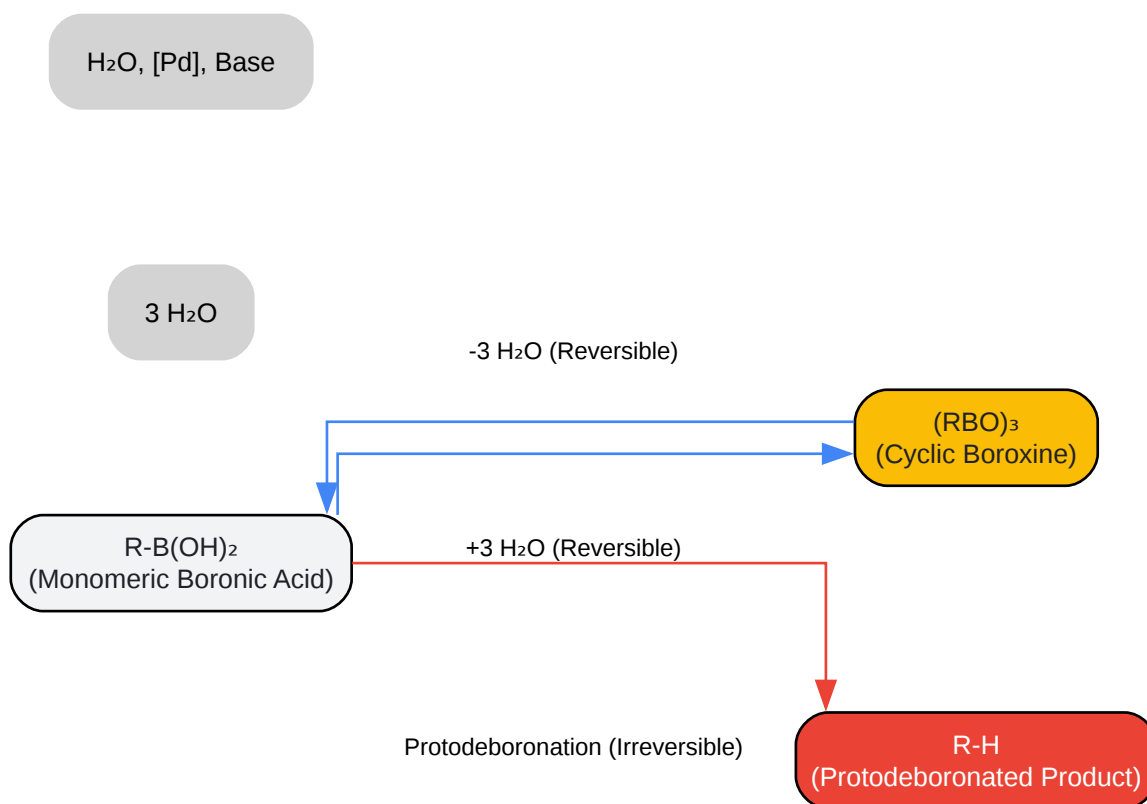 H₂O, [Pd], Base
3 H₂O
-3 H₂O (Reversible)
(RBO)₃
(Cyclic Boroxine)
R-B(OH)₂
(Monomeric Boronic Acid)
+3 H₂O (Reversible)
Protodeboronation (Irreversible)
R-H
(Protodeboronated Product)